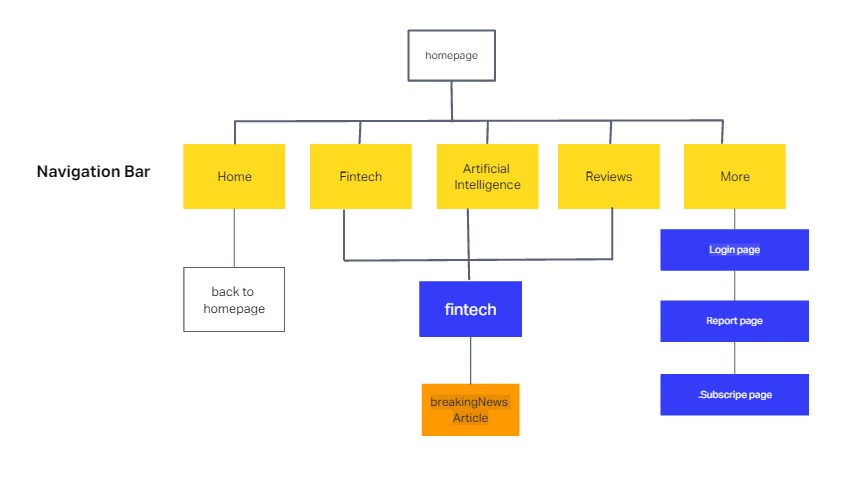 homepage
Navigation Bar
Home
Fintech
Artificial
Intelligence
Reviews
More
back to
homepage
fintech
breakingNews
Article
Login page
Report page
.Subscripe page